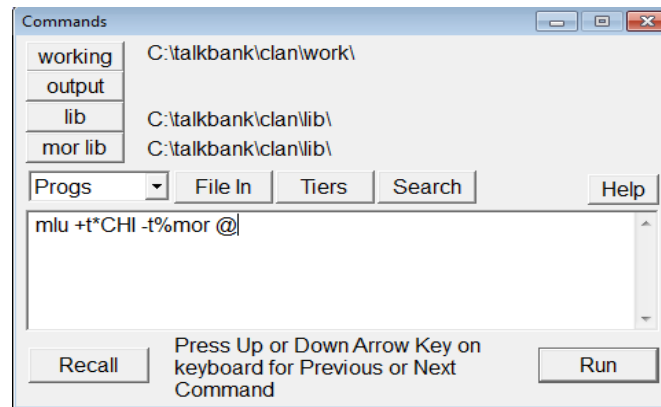 Commands
working C:\talkbank\clan\work\
output
lib C:\talkbank\clan\lib\
mor lib C:\talkbank\clan\lib\
Progs File In Tiers Search Help
mlu +t*CHI -t%mor @
Recall Press Up or Down Arrow Key on Run
keyboard for Previous or Next
Command